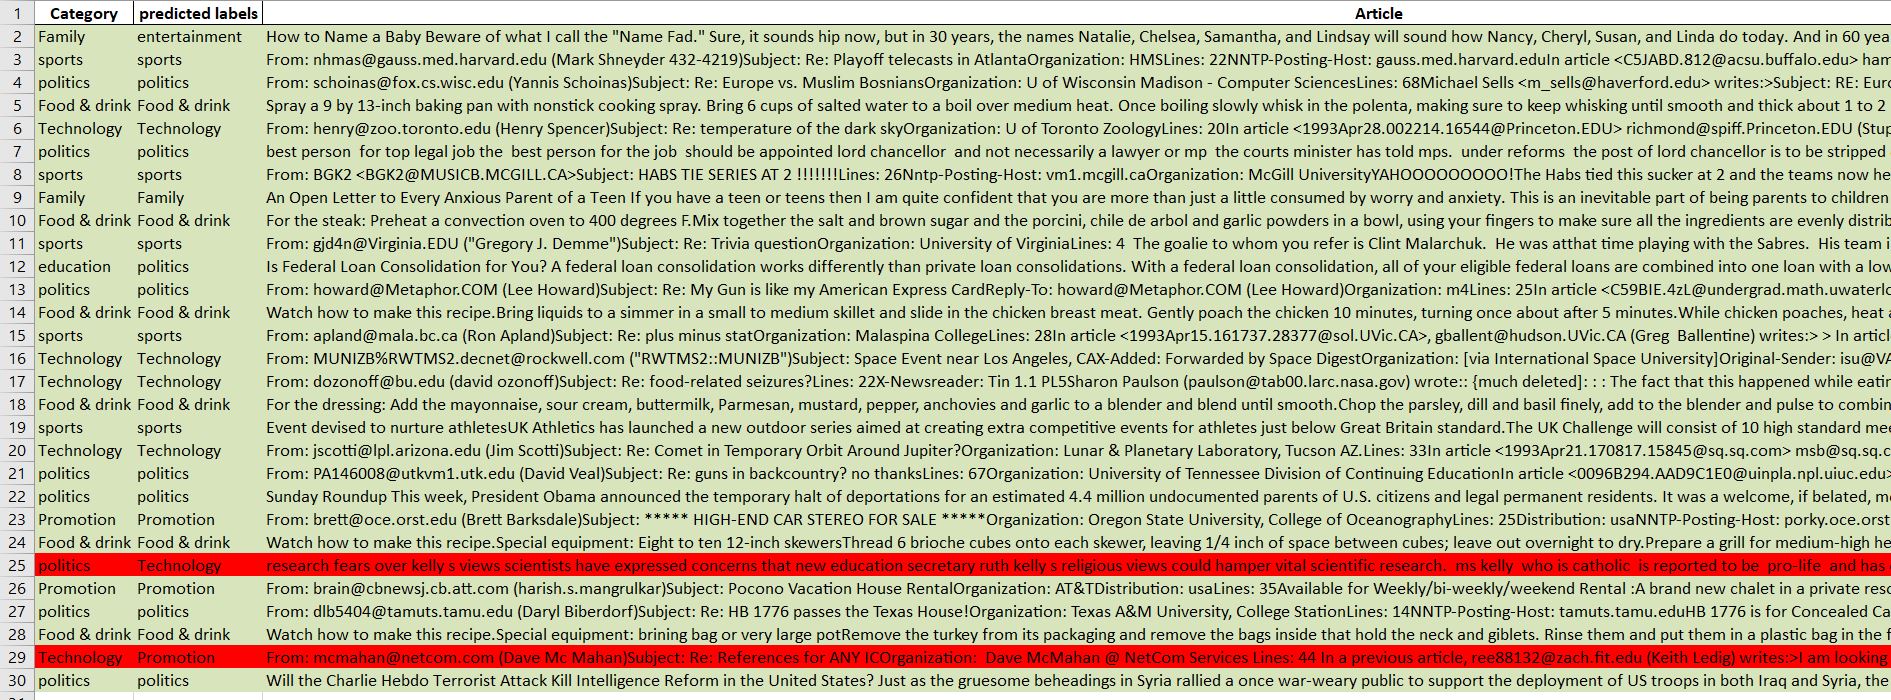 1 Category predicted labels Article
2 Family entertainment How to Name a Baby Beware of what I call the "Name Fad." Sure, it sounds hip now, but in 30 years, the names Natalie, Chelsea, Samantha, and Lindsay will sound how Nancy, Cheryl, Susan, and Linda do today. And in 60 yea
3 sports sports From: nhmas@gauss.med.harvard.edu (Mark Shneyder 432-4219)Subject: Re: Playoff telecasts in AtlantaOrganization: HMSLines: 22NNTP-Posting-Host: gauss.med.harvard.eduIn article <C5JABD.812@acsu.buffalo.edu> ham
4 politics politics From: schoinas@fox.cs.wisc.edu (Yannis Schoinas)Subject: Re: Europe vs. Muslim BosniansOrganization: U of Wisconsin Madison - Computer SciencesLines: 68Michael Sells <m_sells@haverford.edu> writes:>Subject: RE: Euro
5 Food & drink Food & drink Spray a 9 by 13-inch baking pan with nonstick cooking spray. Bring 6 cups of salted water to a boil over medium heat. Once boiling slowly whisk in the polenta, making sure to keep whisking until smooth and thick about 1 to 2
6 Technology Technology From: henry@zoo.toronto.edu (Henry Spencer)Subject: Re: temperature of the dark skyOrganization: U of Toronto ZoologyLines: 20In article <1993Apr28.002214.16544@Princeton.EDU> richmond@spiff.Princeton.EDU (Stup
7 politics politics best person for top legal job the best person for the job should be appointed lord chancellor and not necessarily a lawyer or mp the courts minister has told mps. under reforms the post of lord chancellor is to be stripped
8 sports sports From: BGK2 <BGK2@MUSICB.MCGILL.CA>Subject: HABS TIE SERIES AT 2 !!!!!!!Lines: 26Nntp-Posting-Host: vm1.mcgill.caOrganization: McGill UniversityYAHOOOOOOOOO!The Habs tied this sucker at 2 and the teams now he
9 Family Family An Open Letter to Every Anxious Parent of a Teen If you have a teen or teens then I am quite confident that you are more than just a little consumed by worry and anxiety. This is an inevitable part of being parents to children
10 Food & drink Food & drink For the steak: Preheat a convection oven to 400 degrees F.Mix together the salt and brown sugar and the porcini, chile de arbol and garlic powders in a bowl, using your fingers to make sure all the ingredients are evenly distrib
11 sports sports From: gjd4n@Virginia.EDU ("Gregory J. Demme")Subject: Re: Trivia questionOrganization: University of VirginiaLines: 4 The goalie to whom you refer is Clint Malarchuk. He was atthat time playing with the Sabres. His team i
12 education politics Is Federal Loan Consolidation for You? A federal loan consolidation works differently than private loan consolidations. With a federal loan consolidation, all of your eligible federal loans are combined into one loan with a low
13 politics politics From: howard@Metaphor.COM (Lee Howard)Subject: Re: My Gun is like my American Express CardReply-To: howard@Metaphor.COM (Lee Howard)Organization: m4Lines: 25In article <C59BIE.4zL@undergrad.math.uwaterlo
14 Food & drink Food & drink Watch how to make this recipe.Bring liquids to a simmer in a small to medium skillet and slide in the chicken breast meat. Gently poach the chicken 10 minutes, turning once about after 5 minutes.While chicken poaches, heat a
15 sports sports From: apland@mala.bc.ca (Ron Apland)Subject: Re: plus minus statOrganization: Malaspina CollegeLines: 28In article <1993Apr15.161737.28377@sol.UVic.CA>, gballent@hudson.UVic.CA (Greg Ballentine) writes:> > In articl
16 Technology Technology From: MUNIZB%RWTMS2.decnet@rockwell.com ("RWTMS2::MUNIZB")Subject: Space Event near Los Angeles, CAX-Added: Forwarded by Space DigestOrganization: [via International Space University]Original-Sender: isu@VA
17 Technology Technology From: dozonoff@bu.edu (david ozonoff)Subject: Re: food-related seizures?Lines: 22X-Newsreader: Tin 1.1 PL5Sharon Paulson (paulson@tab00.larc.nasa.gov) wrote:: {much deleted]: : : The fact that this happened while eatin
18 Food & drink Food & drink For the dressing: Add the mayonnaise, sour cream, buttermilk, Parmesan, mustard, pepper, anchovies and garlic to a blender and blend until smooth.Chop the parsley, dill and basil finely, add to the blender and pulse to combin
19 sports sports Event devised to nurture athletesUK Athletics has launched a new outdoor series aimed at creating extra competitive events for athletes just below Great Britain standard.The UK Challenge will consist of 10 high standard mee
20 Technology Technology From: jscotti@lpl.arizona.edu (Jim Scotti)Subject: Re: Comet in Temporary Orbit Around Jupiter?Organization: Lunar & Planetary Laboratory, Tucson AZ.Lines: 33In article <1993Apr21.170817.15845@sq.sq.com> msb@sq.sq.c
21 politics politics From: PA146008@utkvm1.utk.edu (David Veal)Subject: Re: guns in backcountry? no thanksLines: 67Organization: University of Tennessee Division of Continuing EducationIn article <0096B294.AAD9C1E0@uinpla.npl.uiuc.edu>
22 politics politics Sunday Roundup This week, President Obama announced the temporary halt of deportations for an estimated 4.4 million undocumented parents of U.S. citizens and legal permanent residents. It was a welcome, if belated, m
23 Promotion Promotion From: brett@oce.orst.edu (Brett Barksdale)Subject: ***** HIGH-END CAR STEREO FOR SALE *****Organization: Oregon State University, College of OceanographyLines: 25Distribution: usaNNTP-Posting-Host: porky.oce.orst
24 Food & drink Food & drink Watch how to make this recipe.Special equipment: Eight to ten 12-inch skewersThread 6 brioche cubes onto each skewer, leaving 1/4 inch of space between cubes; leave out overnight to dry.Prepare a grill for medium-high he
25 politics Technology research fears over kelly s views scientists have expressed concerns that new education secretary ruth kelly s religious views could hamper vital scientific research. ms kelly who is catholic is reported to be pro-life and has
26 Promotion Promotion From: brain@cbnewsj.cb.att.com (harish.s.mangrulkar)Subject: Pocono Vacation House RentalOrganization: AT&TDistribution: usaLines: 35Available for Weekly/bi-weekly/weekend Rental :A brand new chalet in a private reso
27 politics politics From: dlb5404@tamuts.tamu.edu (Daryl Biberdorf)Subject: Re: HB 1776 passes the Texas House!Organization: Texas A&M University, College StationLines: 14NNTP-Posting-Host: tamuts.tamu.eduHB 1776 is for Concealed Ca
28 Food & drink Food & drink Watch how to make this recipe.Special equipment: brining bag or very large potRemove the turkey from its packaging and remove the bags inside that hold the neck and giblets. Rinse them and put them in a plastic bag in the f
29 Technology Promotion From: mcmahan@netcom.com (Dave Mc Mahan)Subject: Re: References for ANY ICOrganization: Dave McMahan @ NetCom Services Lines: 44 In a previous article, ree88132@zach.fit.edu (Keith Ledig) writes:>I am looking
30 politics politics Will the Charlie Hebdo Terrorist Attack Kill Intelligence Reform in the United States? Just as the gruesome beheadings in Syria rallied a once war-weary public to support the deployment of US troops in both Iraq and Syria, the